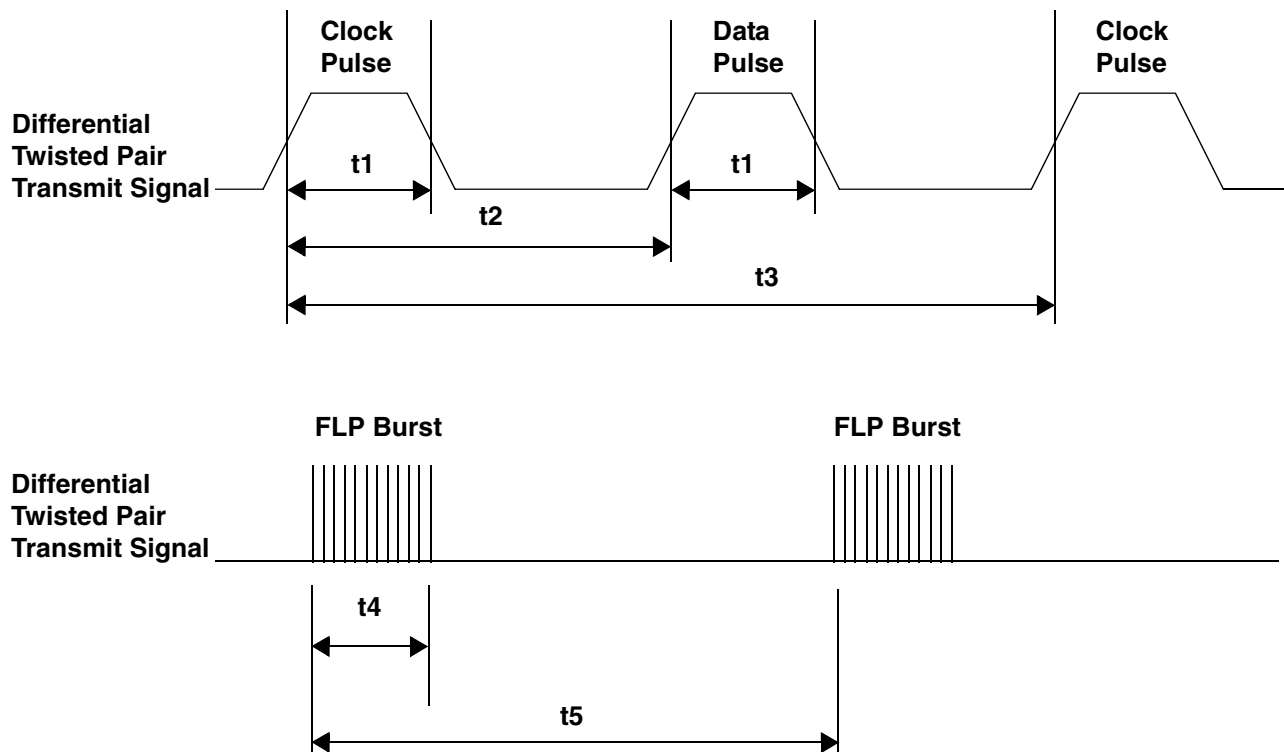 Clock
Pulse
Data
Pulse
Clock
Pulse
Differential
Twisted Pair
Transmit Signal
t1
t1
t2
t3
FLP Burst
FLP Burst
Differential
Twisted Pair
Transmit Signal
t4
t5